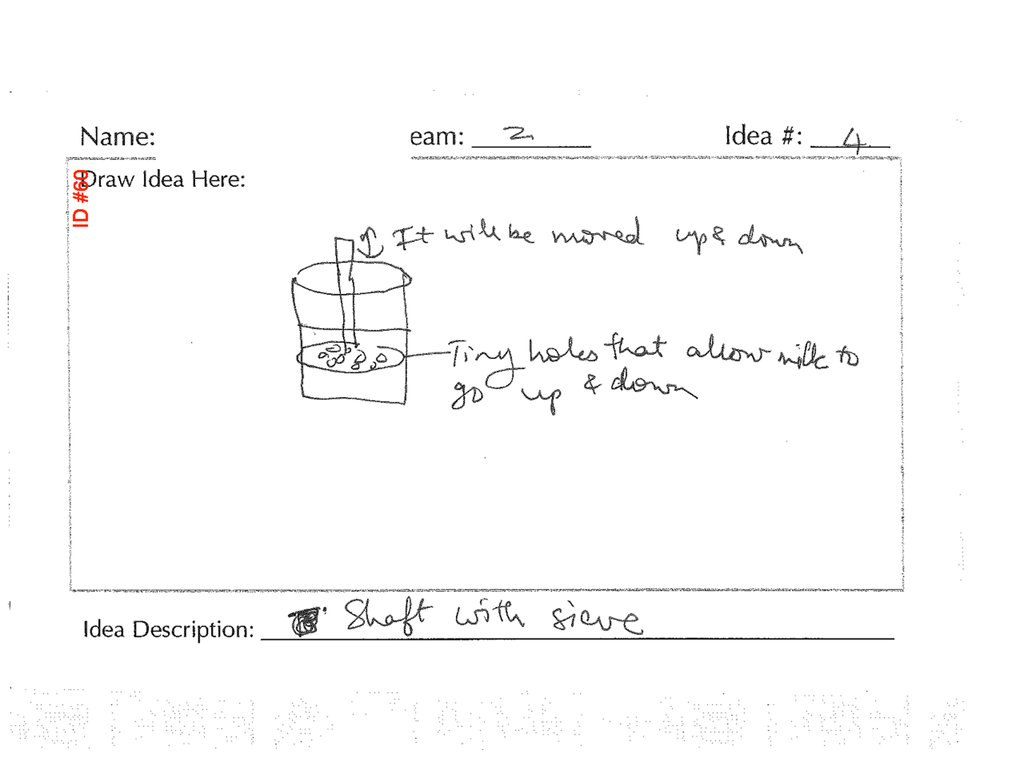 Name:
eam: 2
Idea #: 4
ID #69
Draw Idea Here:
It will be moved up & down
Tiny holes that allow milk to
go up & down
Idea Description: Shaft with sieve